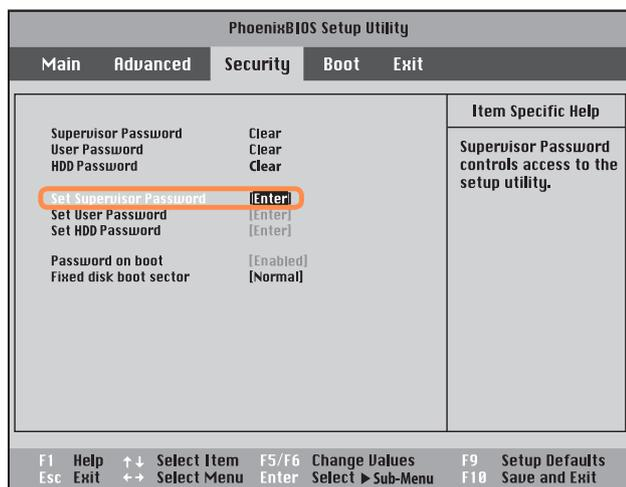 PhoenixBIOS Setup Utility
Main Advanced Security Boot Exit
Item Specific Help
Supervisor Password Clear
User Password Clear
HDD Password Clear
Set Supervisor Password [Enter]
Set User Password [Enter]
Set HDD Password [Enter]
Password on boot [Enabled]
Fixed disk boot sector [Normal]
Supervisor Password
controls access to the
setup utility.
F1 Help ↑↓ Select Item F5/F6 Change Values F9 Setup Defaults
Esc Exit ←→ Select Menu Enter Select ▶ Sub-Menu F10 Save and Exit